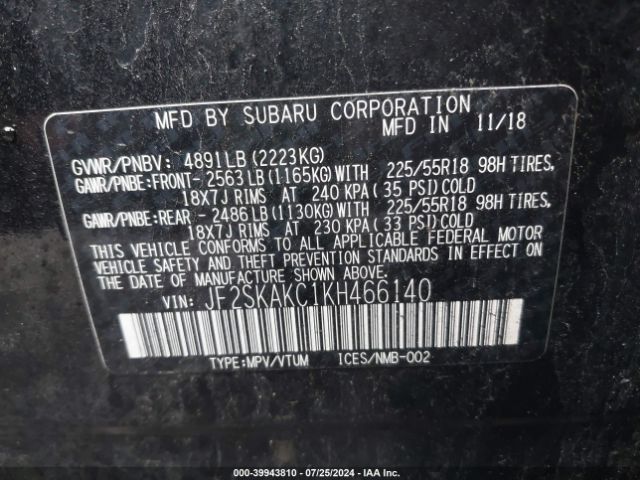 MFD BY SUBARU CORPORATION
MFD IN 11/18
GVWR/PNBV: 4891LB(2223KG)
GAWR/PNBE:FRONT-2563LB(1165KG)WITH 225/55R18 98H TIRES,
18X7J RIMS AT 240 KPA(35 PSI)COLD
GAWR/PNBE:REAR -2486LB(1130KG)WITH 225/55R18 98H TIRES,
18X7J RIMS AT 230 KPA(33 PSI)COLD
THIS VEHICLE CONFORMS TO ALL APPLICABLE FEDERAL MOTOR
VEHICLE SAFETY AND THEFT PREVENTION STANDARDS IN EFFECT ON
THE DATE OF MANUFACTURE SHOWN ABOVE.
VIN: JF2SKAKC1KH466140
TYPE:MPV/VTUM ICES/NMB-002
000-39943810 - 07/25/2024 - IAA Inc.